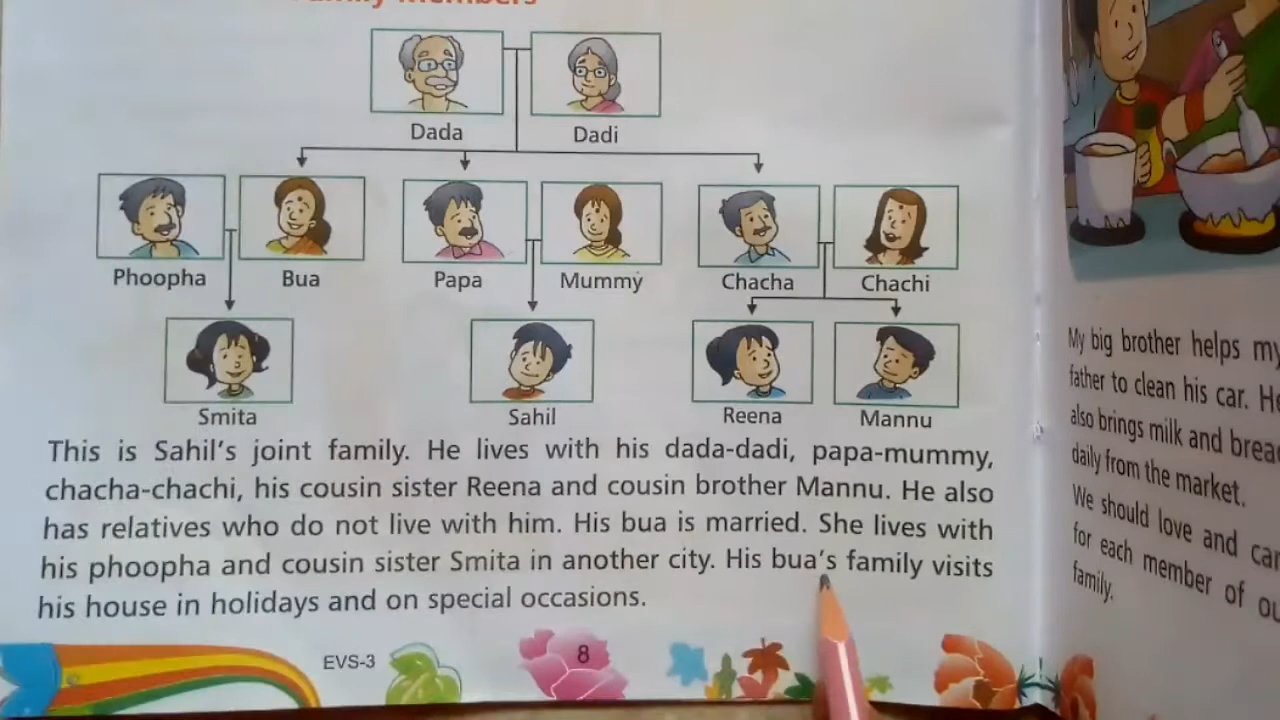 Family Members
Dada Dadi
Phoopha Bua Papa Mummy Chacha Chachi
Smita Sahil Reena Mannu
This is Sahil's joint family. He lives with his dada-dadi, papa-mummy,
chacha-chachi, his cousin sister Reena and cousin brother Mannu. He also
has relatives who do not live with him. His bua is married. She lives with
his phoopha and cousin sister Smita in another city. His bua's family visits
his house in holidays and on special occasions.
EVS-3 8
My big brother helps my
father to clean his car. He
also brings milk and bread
daily from the market.
We should love and
for each member of
family.